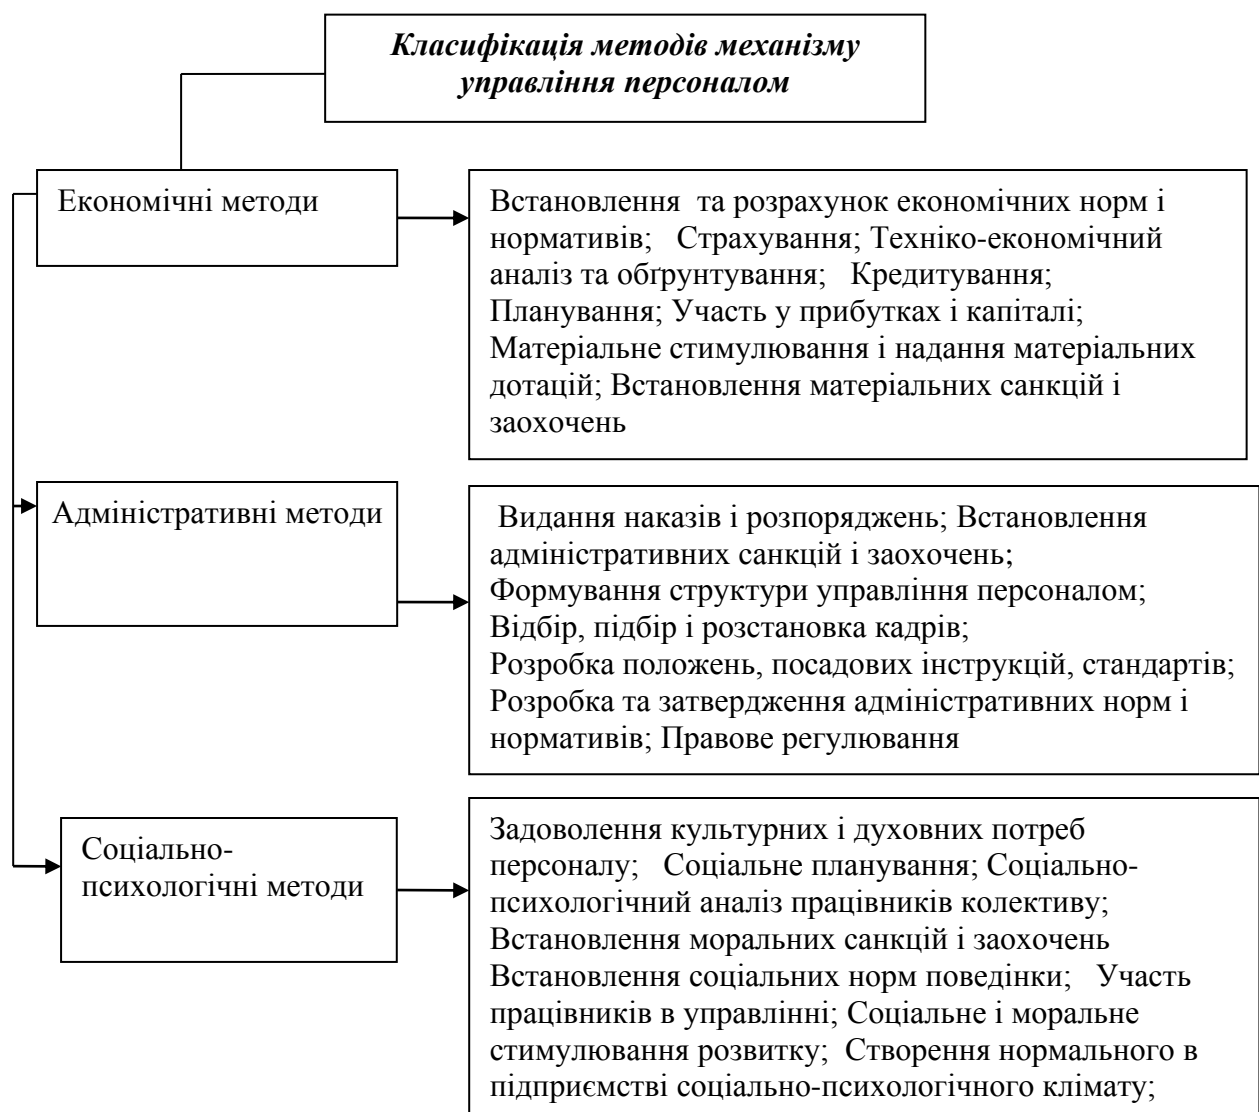 Класифікація методів механізму
управління персоналом
Економічні методи
Встановлення та розрахунок економічних норм і
нормативів; Страхування; Техніко-економічний
аналіз та обґрунтування; Кредитування;
Планування; Участь у прибутках і капіталі;
Матеріальне стимулювання і надання матеріальних
дотацій; Встановлення матеріальних санкцій і
заохочень
Адміністративні методи
Видання наказів і розпоряджень; Встановлення
адміністративних санкцій і заохочень;
Формування структури управління персоналом;
Відбір, підбір і розстановка кадрів;
Розробка положень, посадових інструкцій, стандартів;
Розробка та затвердження адміністративних норм і
нормативів; Правове регулювання
Соціально-
психологічні методи
Задоволення культурних і духовних потреб
персоналу; Соціальне планування; Соціально-
психологічний аналіз працівників колективу;
Встановлення моральних санкцій і заохочень
Встановлення соціальних норм поведінки; Участь
працівників в управлінні; Соціальне і моральне
стимулювання розвитку; Створення нормального в
підприємстві соціально-психологічного клімату;